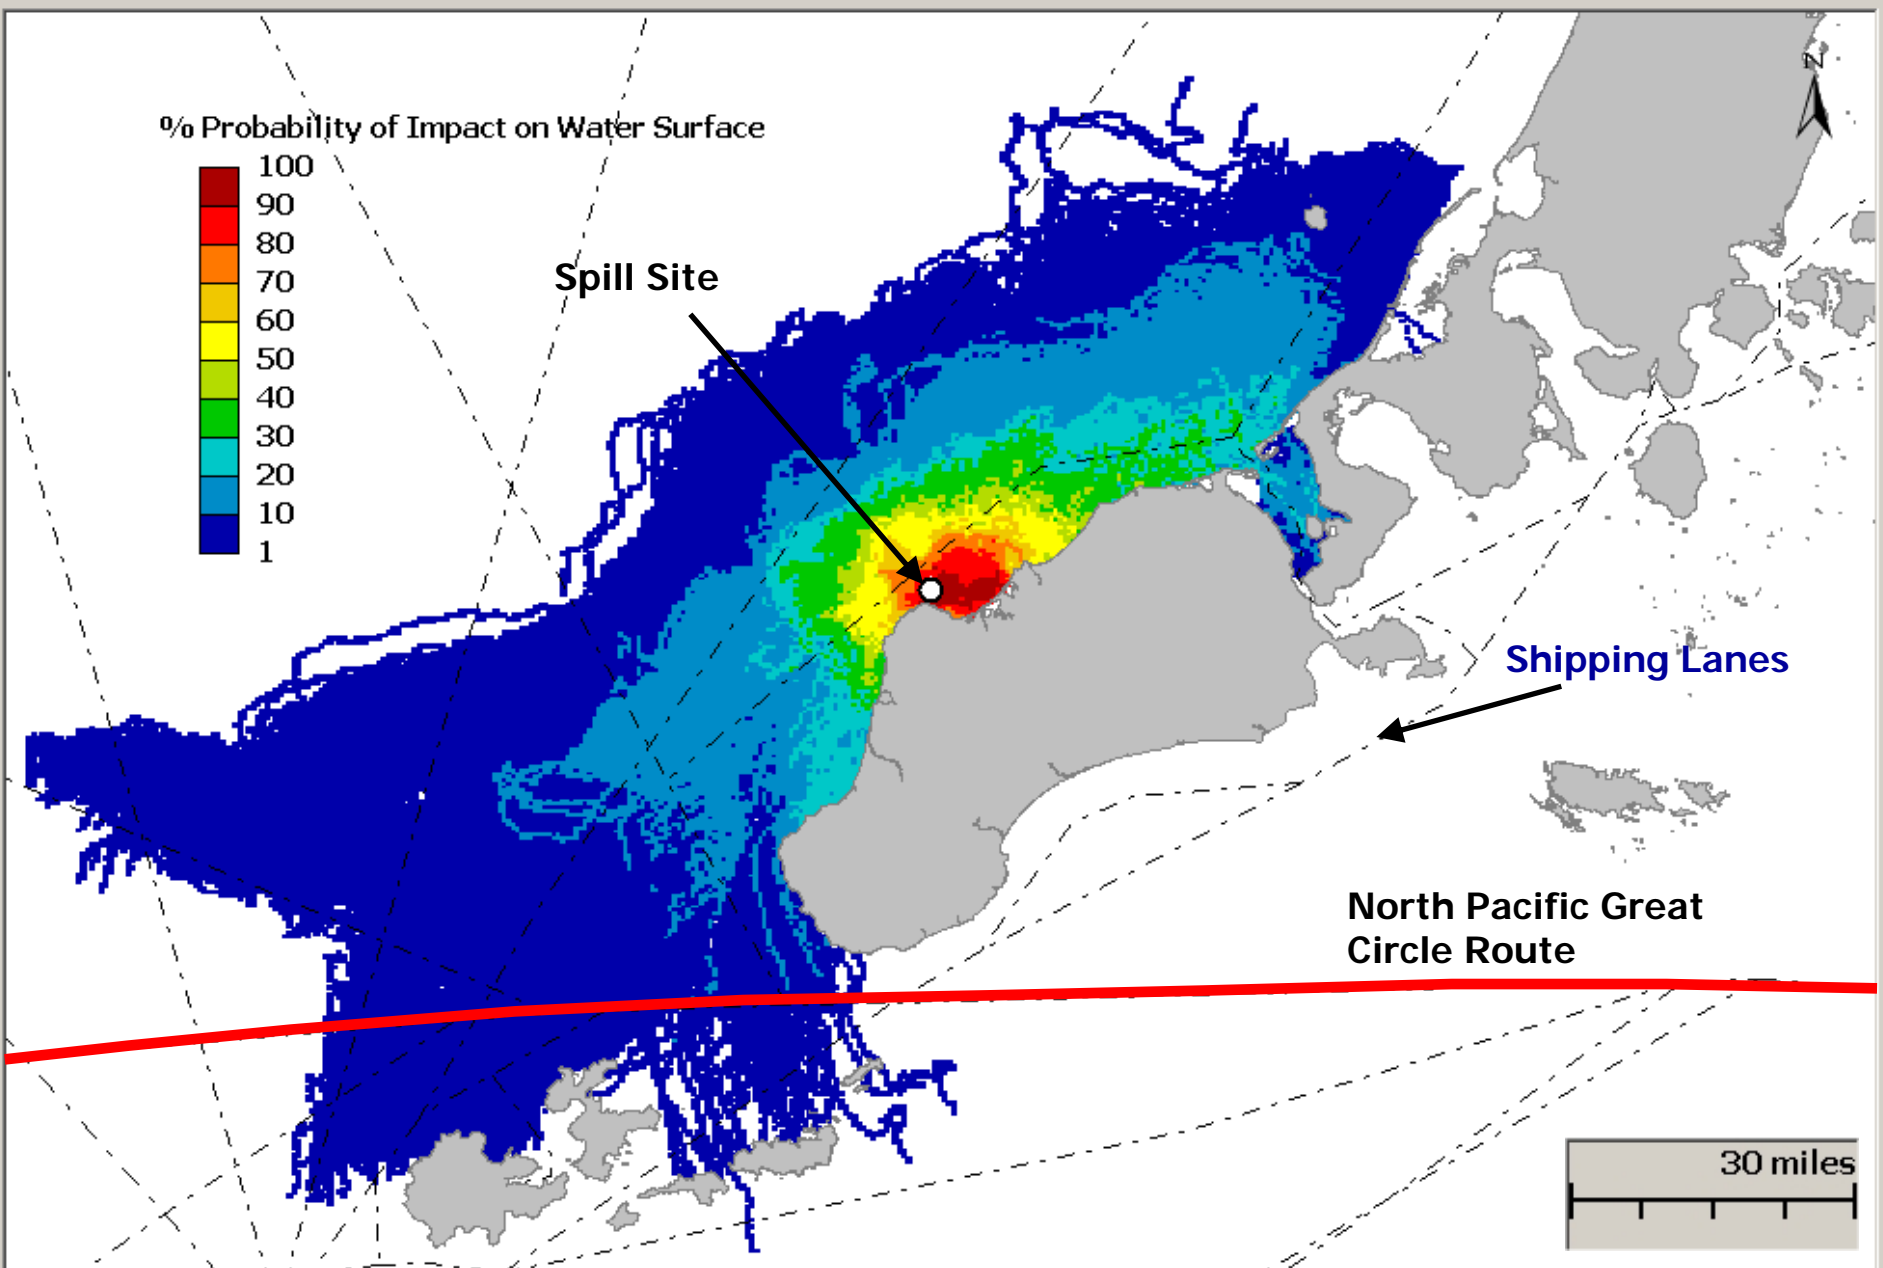 N
% Probability of Impact on Water Surface
100
90
80
70
60
50
40
30
20
10
1
Spill Site
Shipping Lanes
North Pacific Great
Circle Route
30 miles